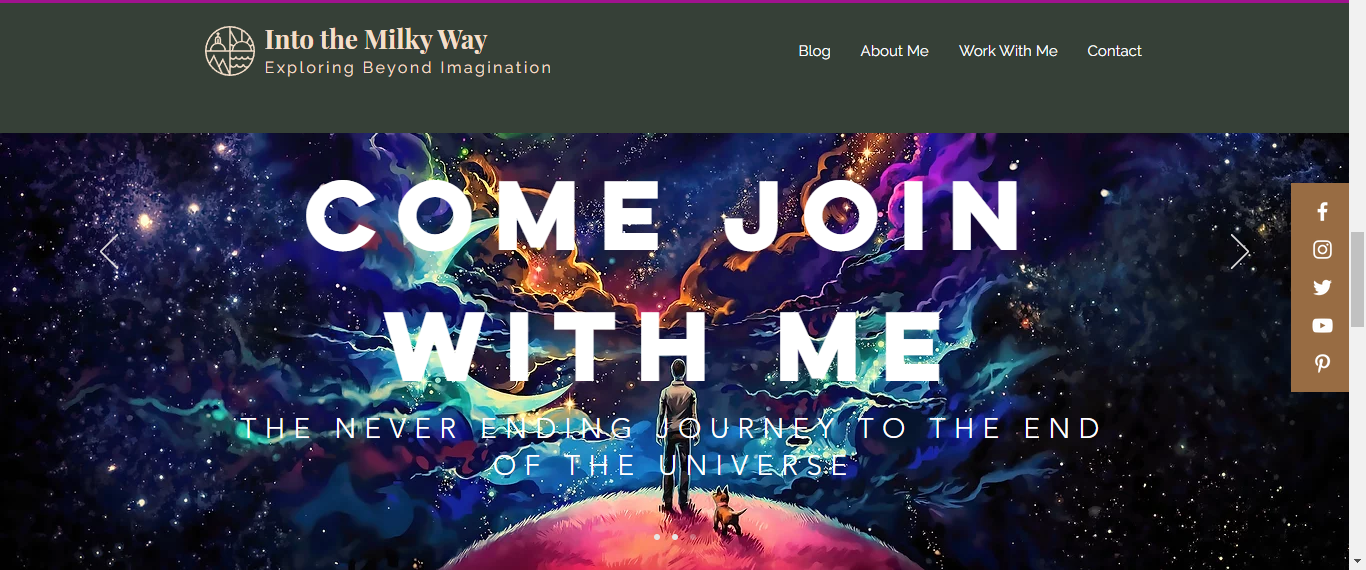 Into the Milky Way
Exploring Beyond Imagination
Blog About Me Work With Me Contact
COME JOIN
WITH ME
THE NEVER ENDING JOURNEY TO THE END
OF THE UNIVERSE